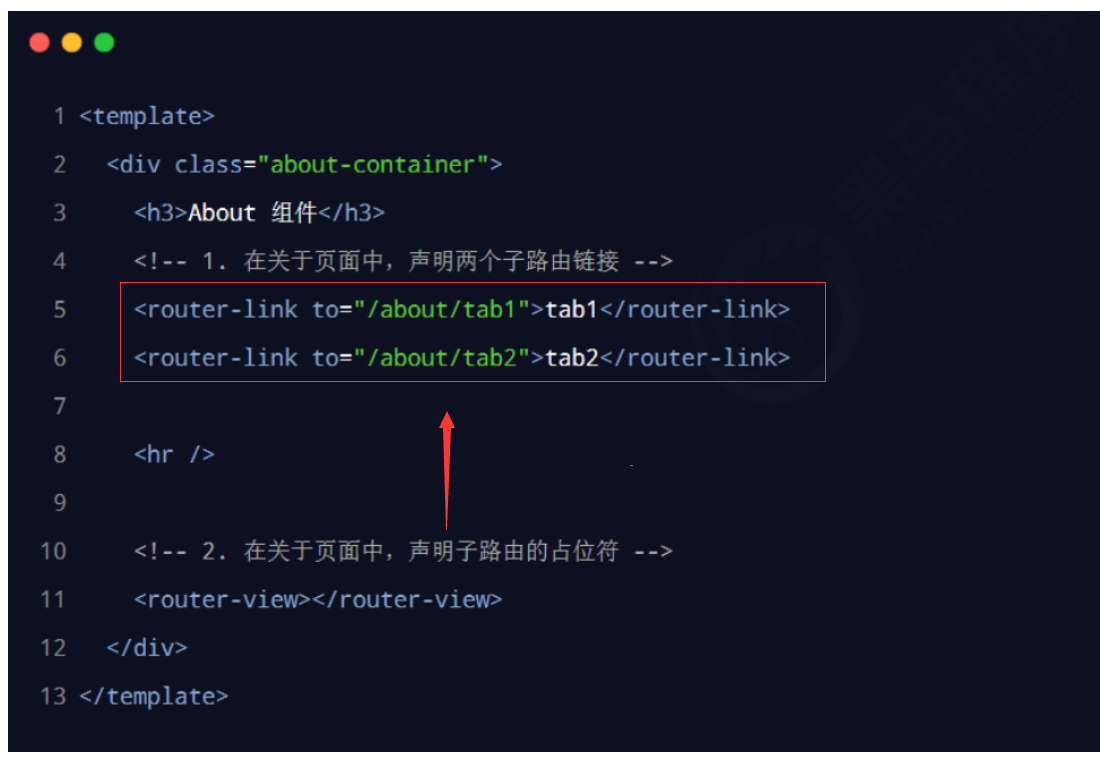 1 <template>
2 <div class="about-container">
3 <h3>About 组件</h3>
4 <!-- 1. 在关于页面中，声明两个子路由链接 -->
5 <router-link to="/about/tab1">tab1</router-link>
6 <router-link to="/about/tab2">tab2</router-link>
7
8 <hr />
9
10 <!-- 2. 在关于页面中，声明子路由的占位符 -->
11 <router-view></router-view>
12 </div>
13 </template>
黑马程序